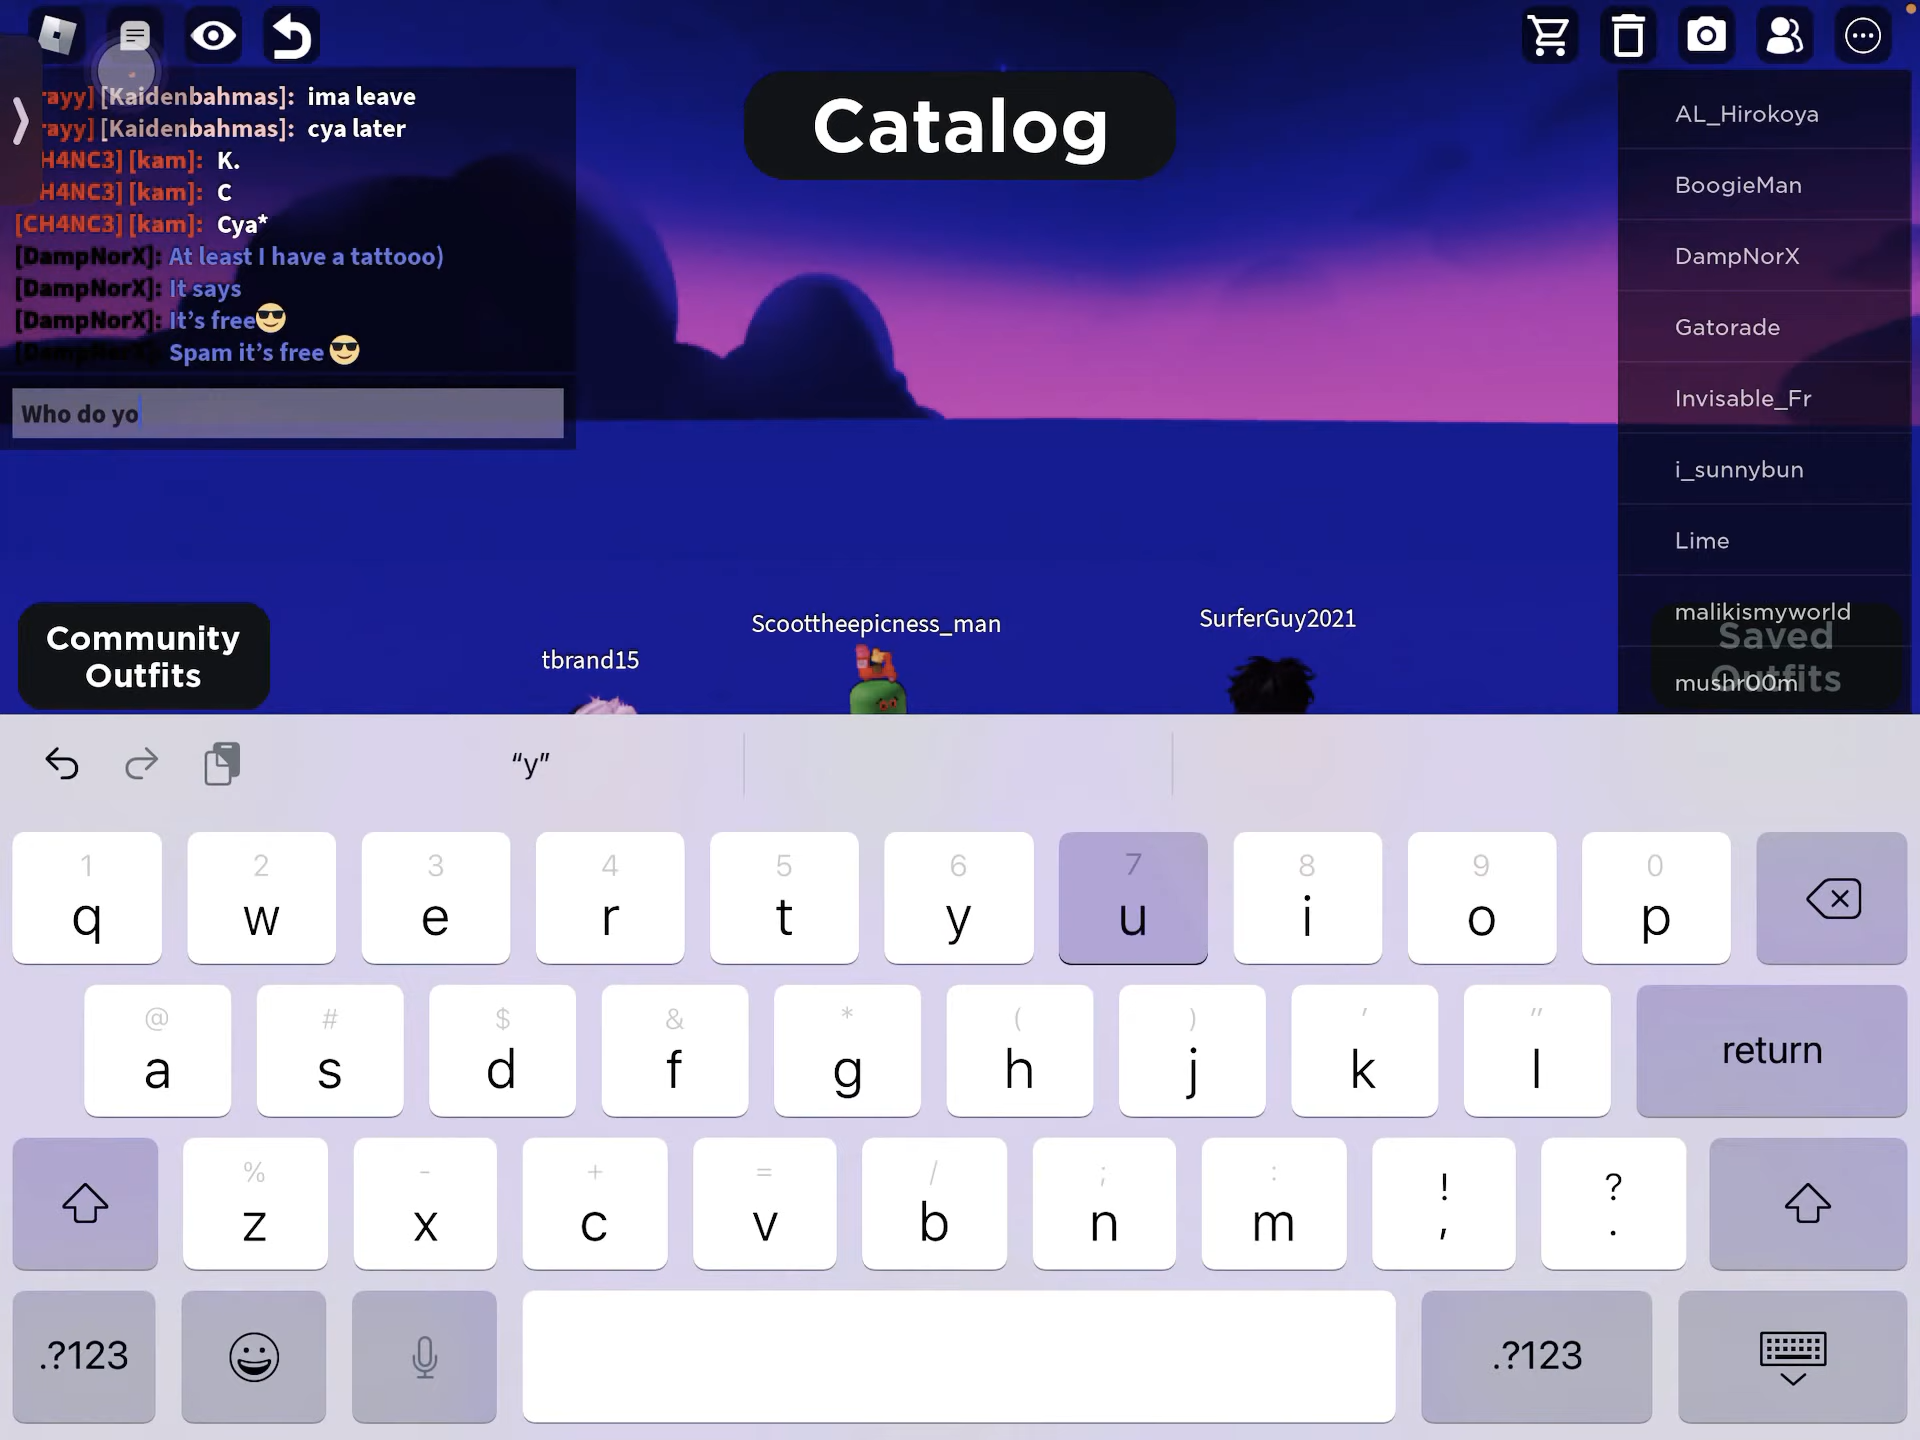 rayy] [Kaidenbahmas]: ima leave
rayy] [Kaidenbahmas]: cya later
H4NC3] [kam]: K.
H4NC3] [kam]: C
[CH4NC3] [kam]: Cya*
[DampNorX]: At least I have a tattooo)
[DampNorX]: It says
[DampNorX]: It's free😎
[DampNorX]: Spam it's free 😎
Who do yo
Catalog
AL_Hirokoya
BoogieMan
DampNorX
Gatorade
Invisable_Fr
i_sunnybun
Lime
malikismyworld
mushr00m
Saved
Outfits
Community
Outfits
tbrand15
Scoottheepicness_man
SurferGuy2021
“y”
1 2 3 4 5 6 7 8 9 0
q w e r t y u i o p
@ # $ & * ( ) ' "
a s d f g h j k l return
% - + = / ; : ! ?
z x c v b n m , .
.?123 .?123